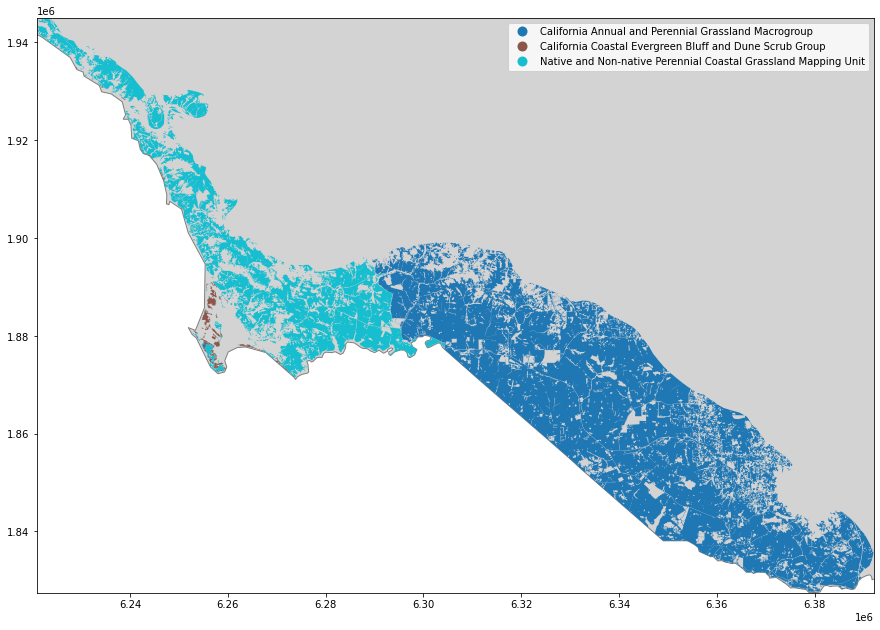 1e6
California Annual and Perennial Grassland Macrogroup
California Coastal Evergreen Bluff and Dune Scrub Group
Native and Non-native Perennial Coastal Grassland Mapping Unit
1.94
1.92
1.90
1.88
1.86
1.84
6.24 6.26 6.28 6.30 6.32 6.34 6.36 6.38
1e6